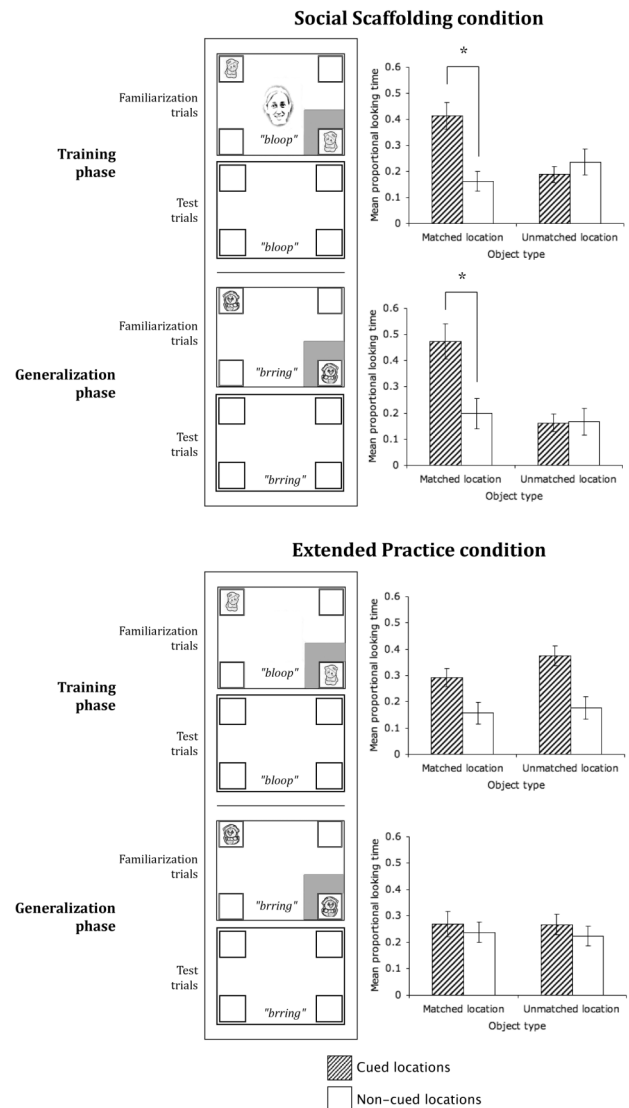 Social Scaffolding condition
Familiarization
trials
"bloop"
Training
phase
Test
trials
"bloop"
Mean proportional looking time
0.6
0.5
0.4
0.3
0.2
0.1
0
*
Matched location
Unmatched location
Object type
Familiarization
trials
"brring"
Generalization
phase
Test
trials
"brring"
Mean proportional looking time
0.6
0.5
0.4
0.3
0.2
0.1
0
*
Matched location
Unmatched location
Object type
Extended Practice condition
Familiarization
trials
"bloop"
Training
phase
Test
trials
"bloop"
Mean proportional looking time
0.6
0.5
0.4
0.3
0.2
0.1
0
Matched location
Unmatched location
Object type
Familiarization
trials
"brring"
Generalization
phase
Test
trials
"brring"
Mean proportional looking time
0.6
0.5
0.4
0.3
0.2
0.1
0
Matched location
Unmatched location
Object type
Cued locations
Non-cued locations